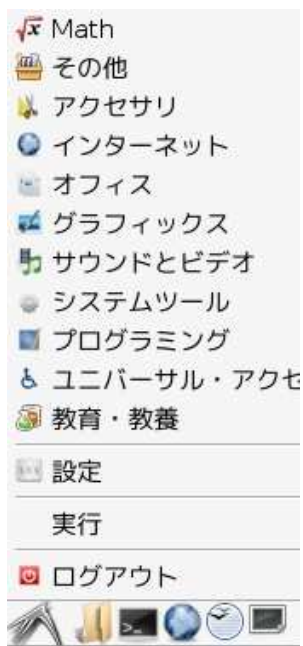 Math
その他
アクセサリ
インターネット
オフィス
グラフィックス
サウンドとビデオ
システムツール
プログラミング
ユニバーサル・アクセ
教育・教養
設定
実行
ログアウト